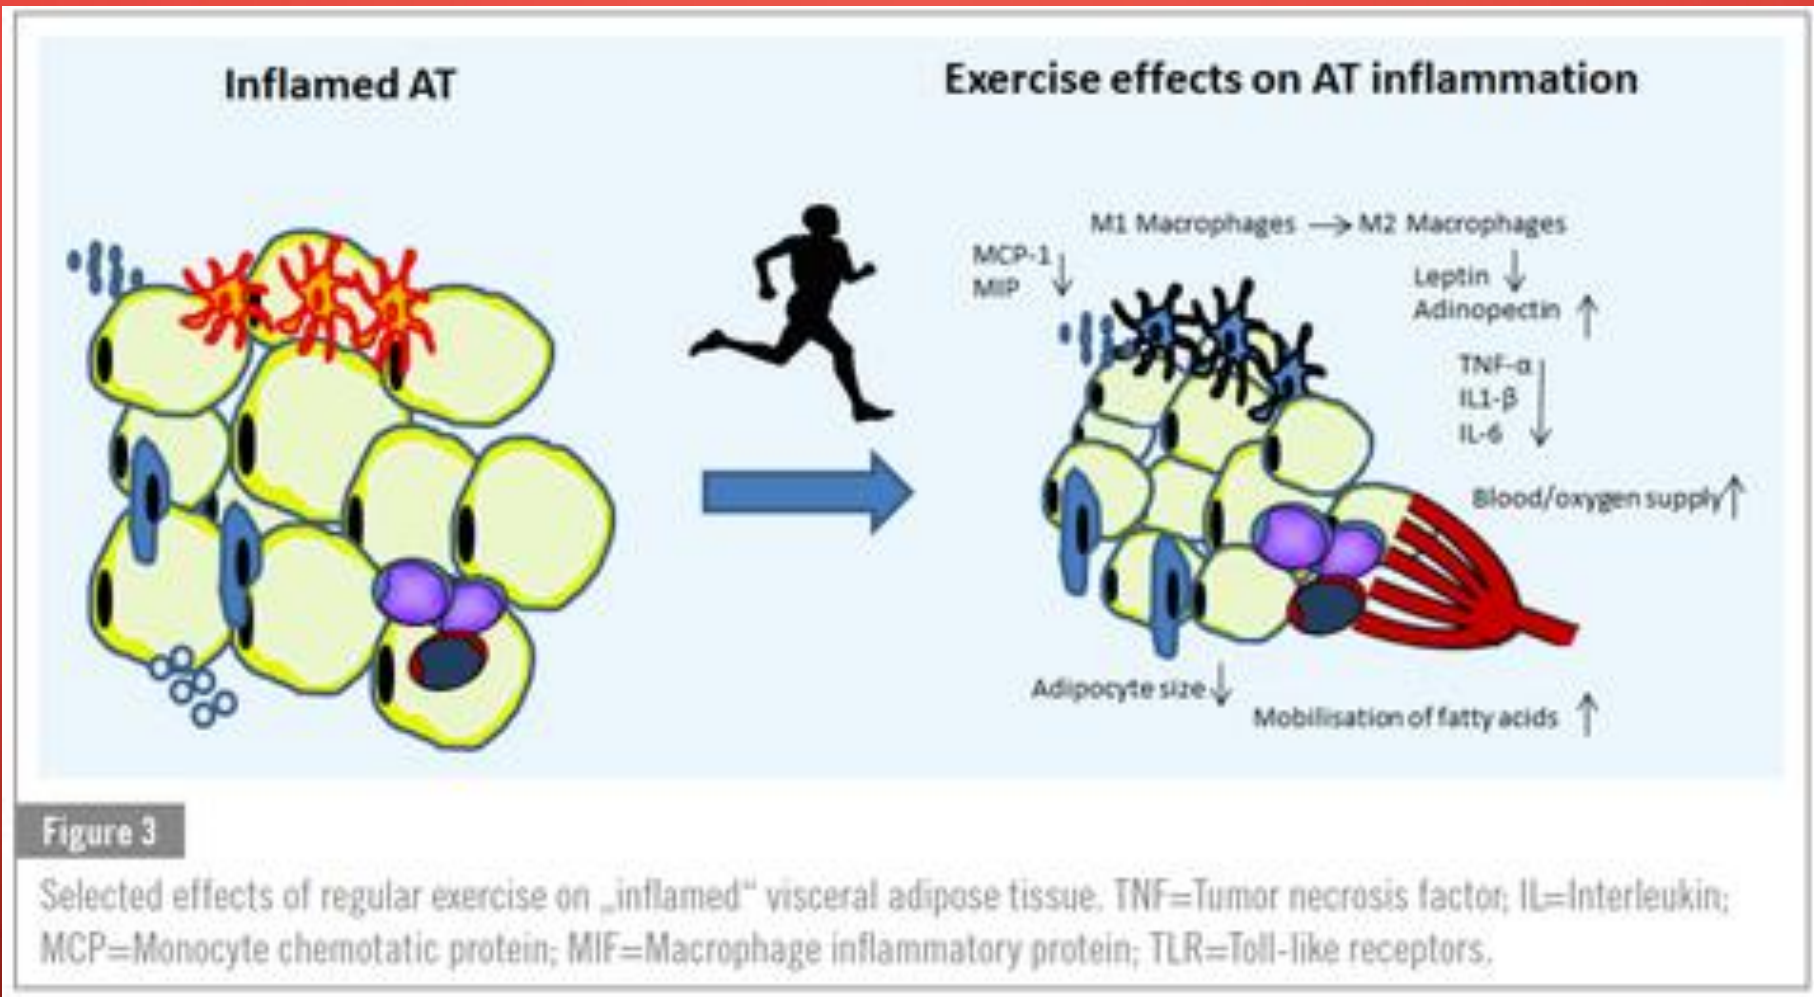 Inflamed AT
Exercise effects on AT inflammation
M1 Macrophages → M2 Macrophages
MCP-1 ↓
MIP
Leptin ↓
Adinopectin ↑
TNF-α ↓
IL1-β
IL-6
Blood/oxygen supply ↑
Adipocyte size ↓
Mobilisation of fatty acids ↑
Figure 3
Selected effects of regular exercise on „inflamed“ visceral adipose tissue. TNF=Tumor necrosis factor; IL=Interleukin;
MCP=Monocyte chemotatic protein; MIF=Macrophage inflammatory protein; TLR=Toll-like receptors.